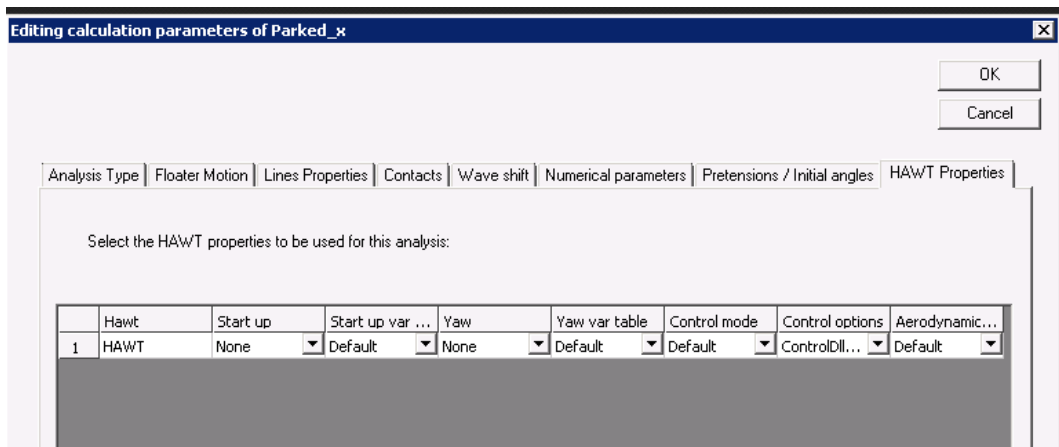 Editing calculation parameters of Parked_x
OK
Cancel
Analysis Type Floater Motion Lines Properties Contacts Wave shift Numerical parameters Pretensions / Initial angles HAWT Properties
Select the HAWT properties to be used for this analysis:
Hawt Start up Start up var ... Yaw Yaw var table Control mode Control options Aerodynamic...
1 HAWT None Default None Default Default ControlDll... Default